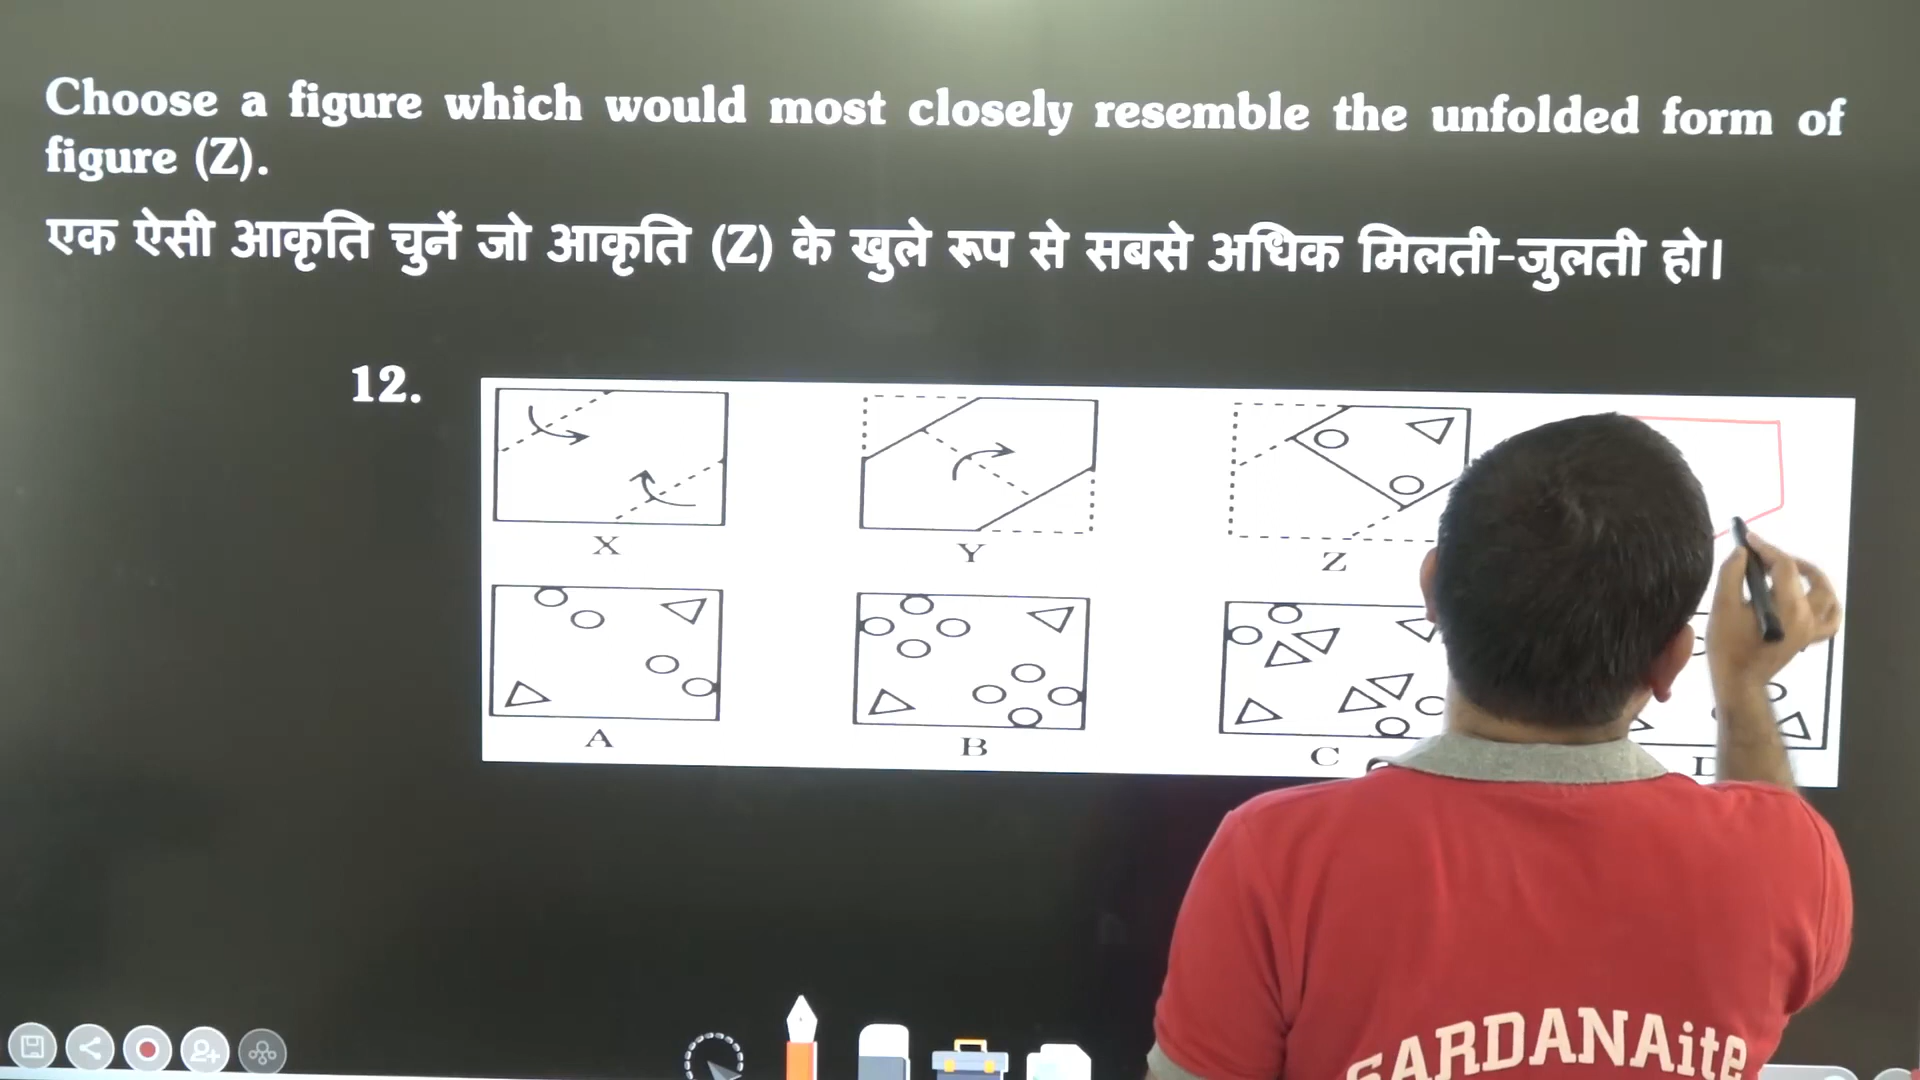 Choose a figure which would most closely resemble the unfolded form of
figure (Z).
एक ऐसी आकृति चुनें जो आकृति (Z) के खुले रूप से सबसे अधिक मिलती-जुलती हो।
12.
X
Y
Z
A
B
C
D
SARDANAite